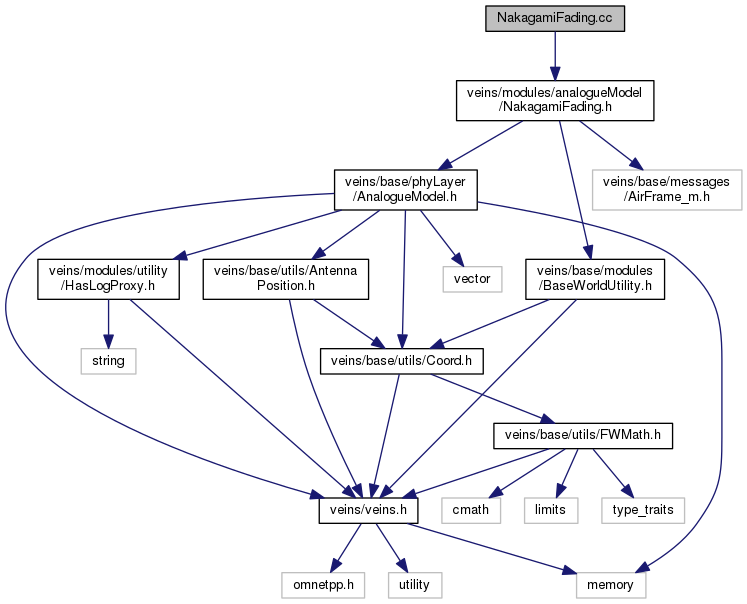 NakagamiFading.cc
veins/modules/analogueModel
/NakagamiFading.h
veins/base/phyLayer
/AnalogueModel.h
veins/base/messages
/AirFrame_m.h
veins/modules/utility
/HasLogProxy.h
veins/base/utils/Antenna
Position.h
vector
veins/base/modules
/BaseWorldUtility.h
string
veins/base/utils/Coord.h
veins/base/utils/FWMath.h
veins/veins.h
cmath
limits
type_traits
omnetpp.h
utility
memory